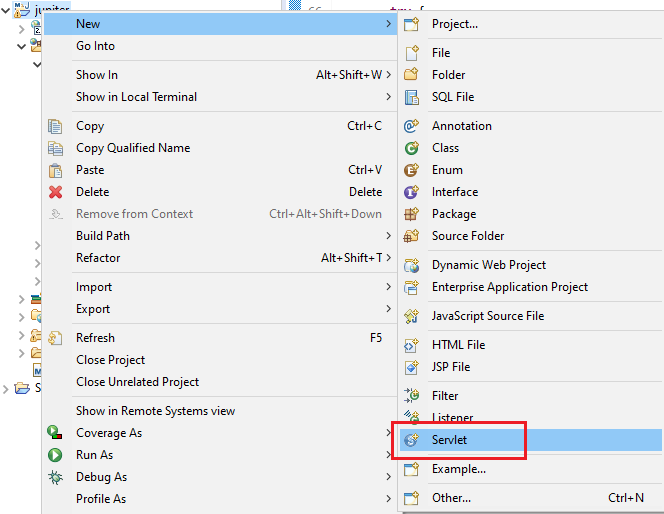 jupiter
New
Go Into
Show In Alt+Shift+W
Show in Local Terminal
Copy Ctrl+C
Copy Qualified Name
Paste Ctrl+V
Delete Delete
Remove from Context Ctrl+Alt+Shift+Down
Build Path
Refactor Alt+Shift+T
Import
Export
Refresh F5
Close Project
Close Unrelated Project
Show in Remote Systems view
Coverage As
Run As
Debug As
Profile As
Project...
File
Folder
SQL File
Annotation
Class
Enum
Interface
Package
Source Folder
Dynamic Web Project
Enterprise Application Project
JavaScript Source File
HTML File
JSP File
Filter
Listener
Servlet
Example...
Other... Ctrl+N